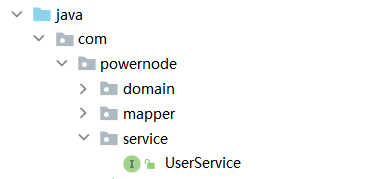 java
com
powernode
domain
mapper
service
UserService